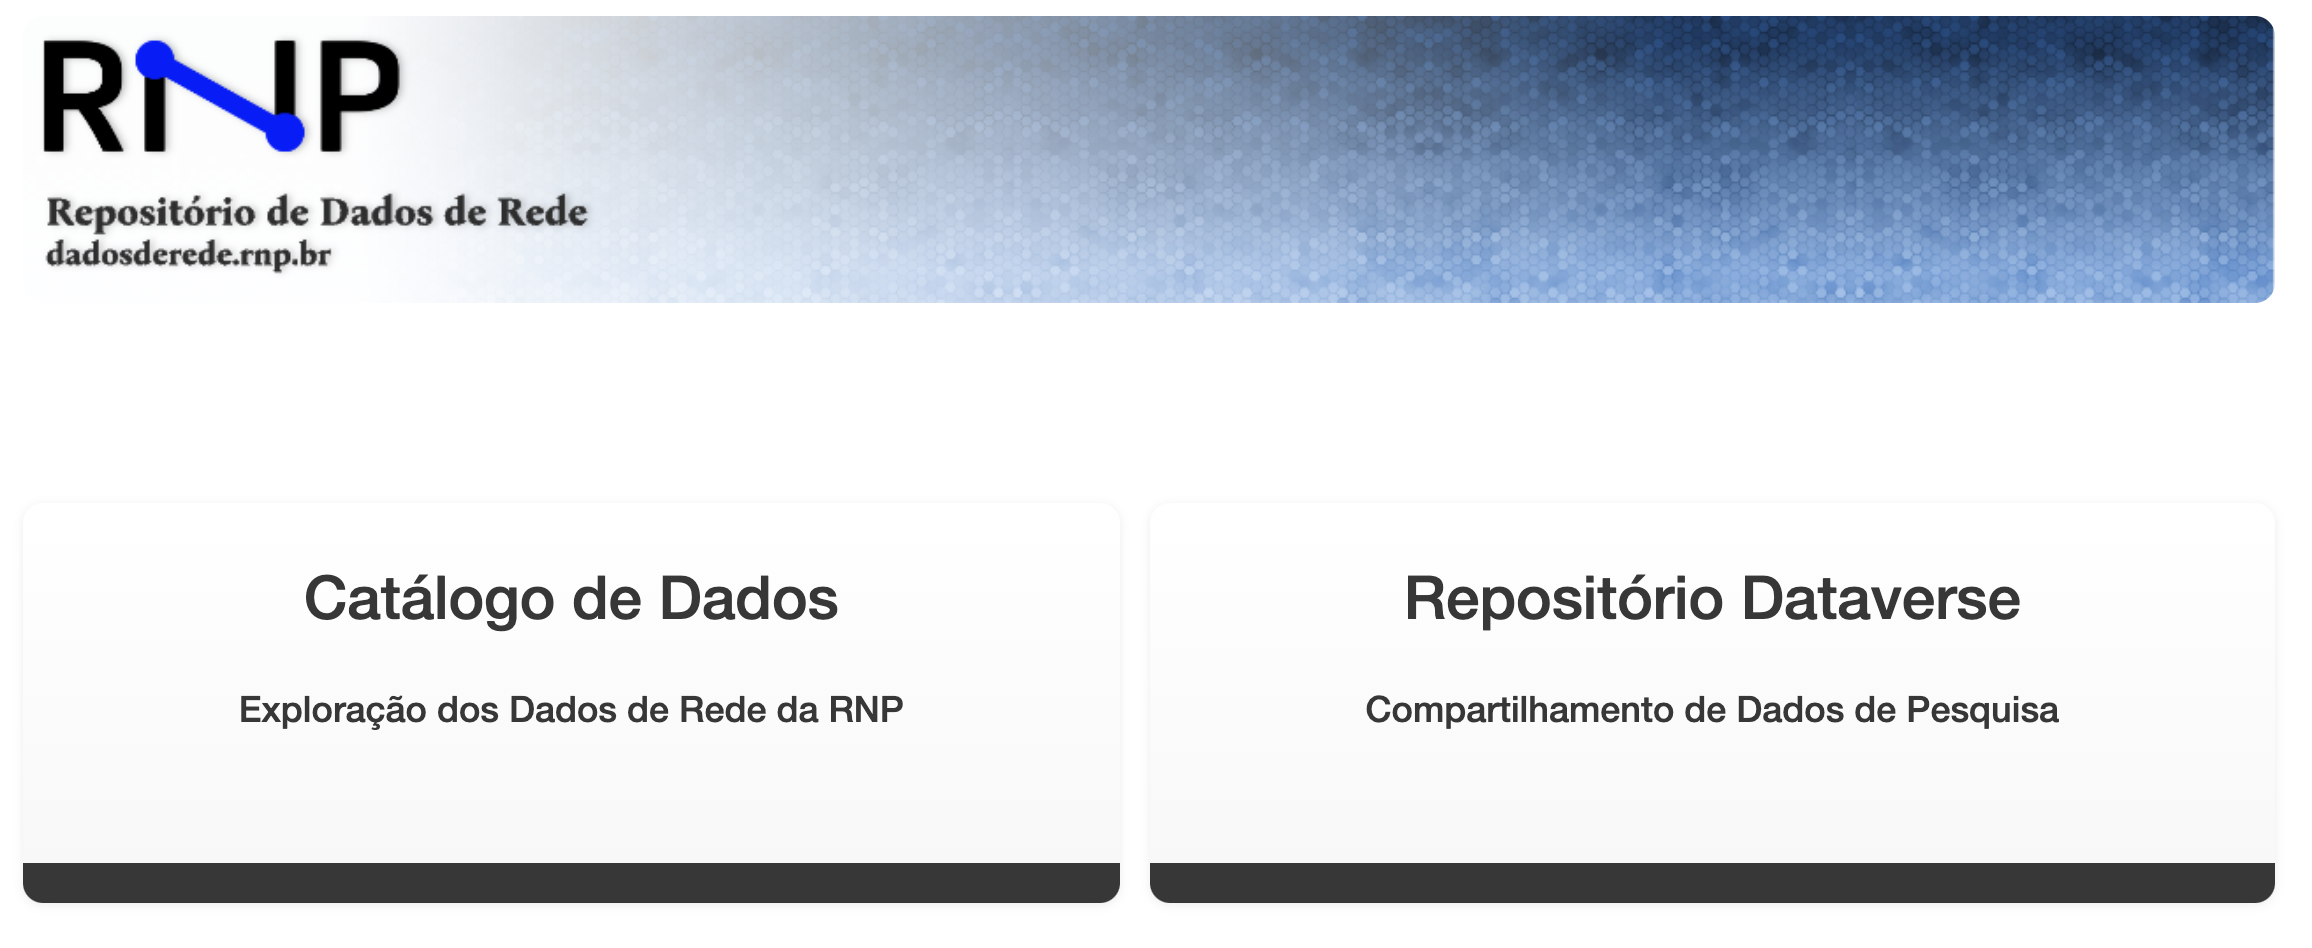 RNP
Repositório de Dados de Rede
dadosderede.rnp.br
Catálogo de Dados
Exploração dos Dados de Rede da RNP
Repositório Dataverse
Compartilhamento de Dados de Pesquisa